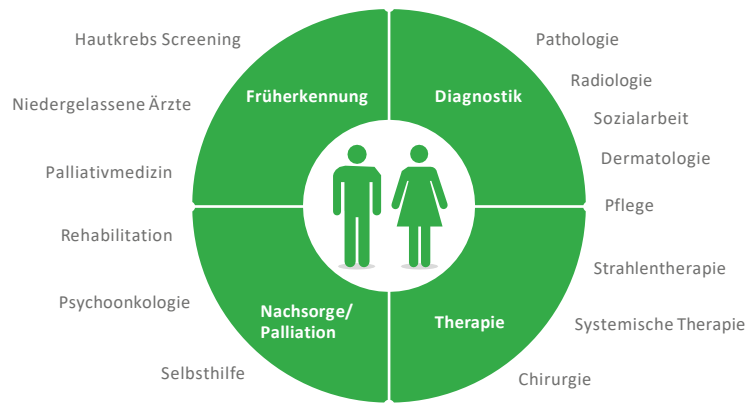 Hautkrebs Screening
Pathologie
Radiologie
Früherkennung
Diagnostik
Niedergelassene Ärzte
Sozialarbeit
Dermatologie
Palliativmedizin
Pflege
Rehabilitation
Strahlentherapie
Psychoonkologie
Nachsorge/
Palliation
Therapie
Systemische Therapie
Selbsthilfe
Chirurgie